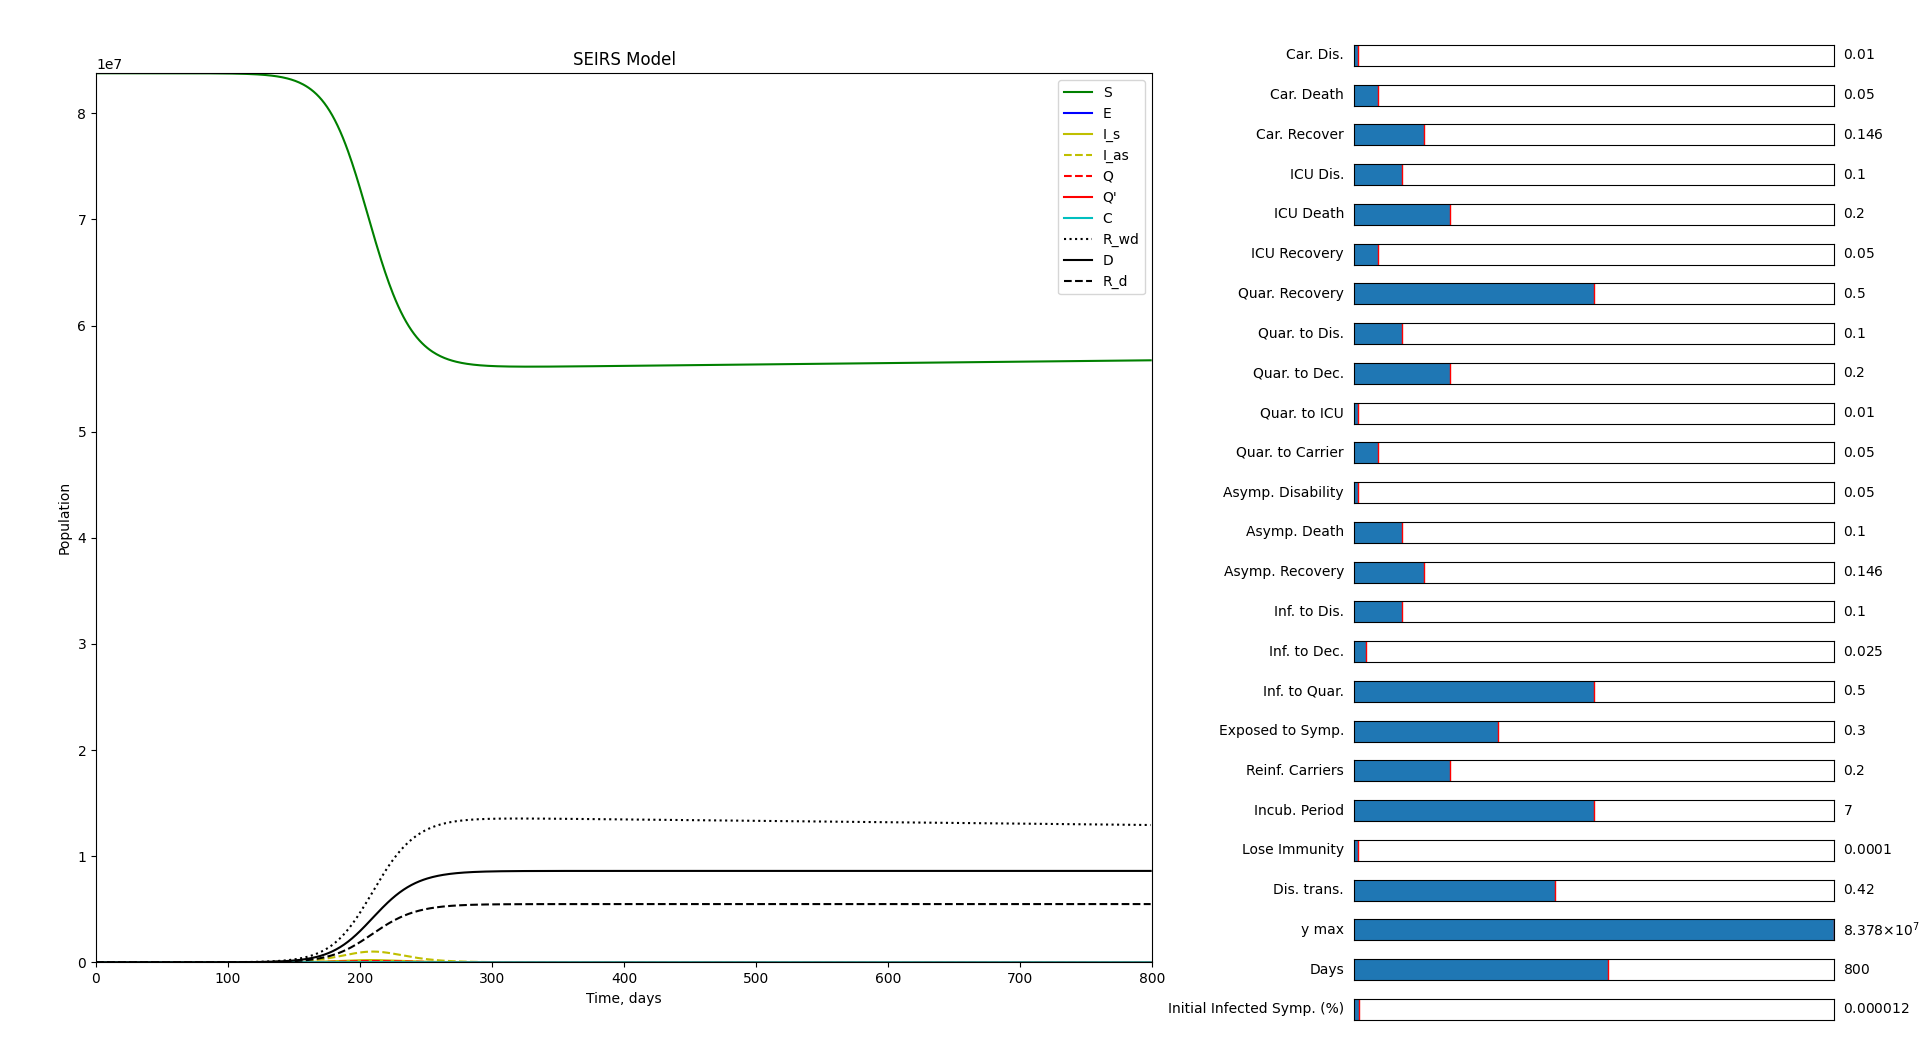 SEIRS Model
1e7
8
7
6
5
4
3
2
1
0
Population
0 100 200 300 400 500 600 700 800
Time, days
S
E
I_s
I_as
Q
Q'
C
R_wd
D
R_d
Car. Dis. 0.01
Car. Death 0.05
Car. Recover 0.146
ICU Dis. 0.1
ICU Death 0.2
ICU Recovery 0.05
Quar. Recovery 0.5
Quar. to Dis. 0.1
Quar. to Dec. 0.2
Quar. to ICU 0.01
Quar. to Carrier 0.05
Asymp. Disability 0.05
Asymp. Death 0.1
Asymp. Recovery 0.146
Inf. to Dis. 0.1
Inf. to Dec. 0.025
Inf. to Quar. 0.5
Exposed to Symp. 0.3
Reinf. Carriers 0.2
Incub. Period 7
Lose Immunity 0.0001
Dis. trans. 0.42
y max 8.378×10⁷
Days 800
Initial Infected Symp. (%) 0.000012